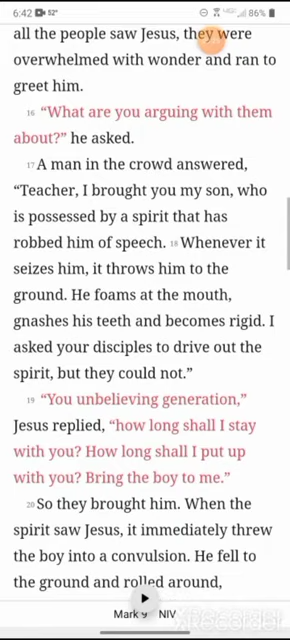 6:42 52° 86%
all the people saw Jesus, they were
overwhelmed with wonder and ran to
greet him.
16 “What are you arguing with them
about?” he asked.
17 A man in the crowd answered,
“Teacher, I brought you my son, who
is possessed by a spirit that has
robbed him of speech. 18 Whenever it
seizes him, it throws him to the
ground. He foams at the mouth,
gnashes his teeth and becomes rigid. I
asked your disciples to drive out the
spirit, but they could not.”
19 “You unbelieving generation,”
Jesus replied, “how long shall I stay
with you? How long shall I put up
with you? Bring the boy to me.”
20 So they brought him. When the
spirit saw Jesus, it immediately threw
the boy into a convulsion. He fell to
the ground and rolled around,
Mark 9 NIV